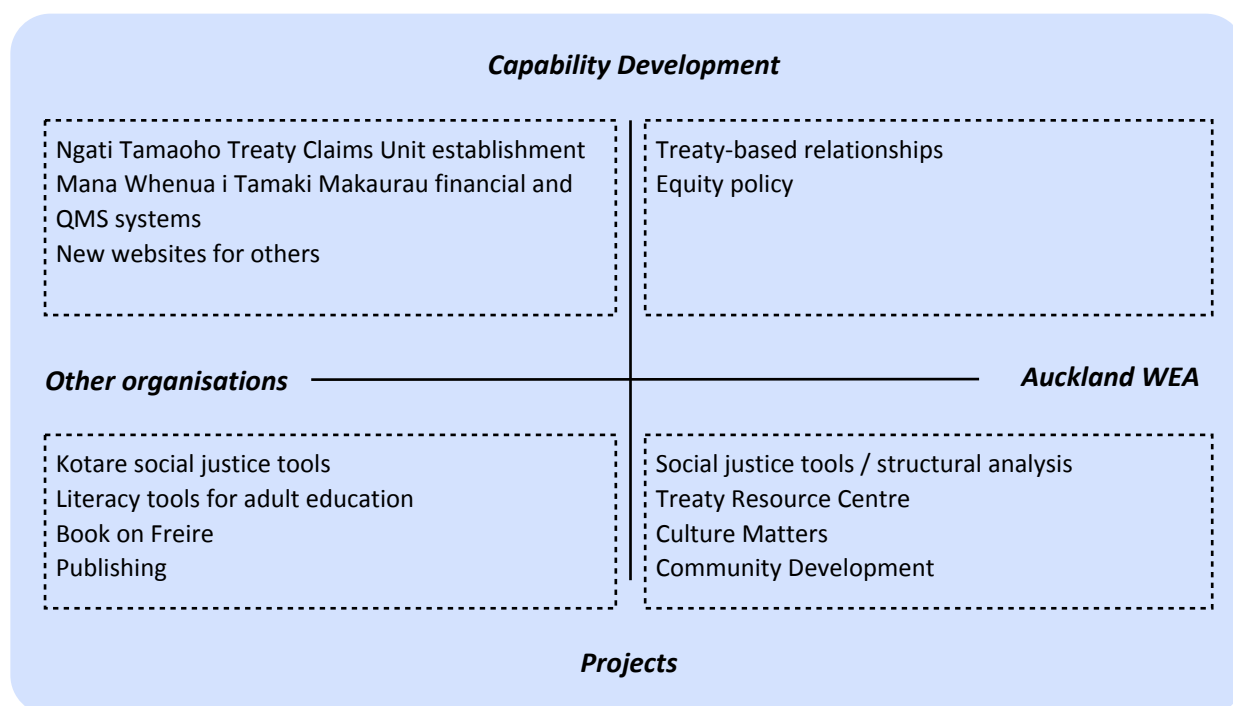 Capability Development
Ngati Tamaoho Treaty Claims Unit establishment
Mana Whenua i Tamaki Makaurau financial and
QMS systems
New websites for others
Treaty-based relationships
Equity policy
Other organisations
Auckland WEA
Kotare social justice tools
Literacy tools for adult education
Book on Freire
Publishing
Social justice tools / structural analysis
Treaty Resource Centre
Culture Matters
Community Development
Projects